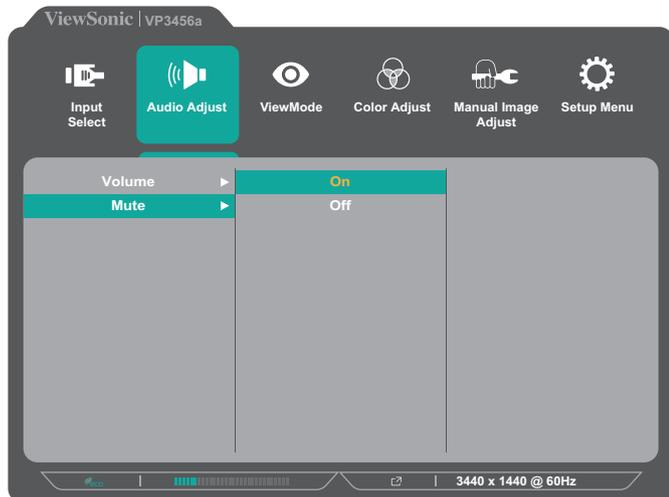 ViewSonic | VP3456a
Input Select
Audio Adjust
ViewMode
Color Adjust
Manual Image Adjust
Setup Menu
Volume
On
Mute
Off
eco
3440 x 1440 @ 60Hz